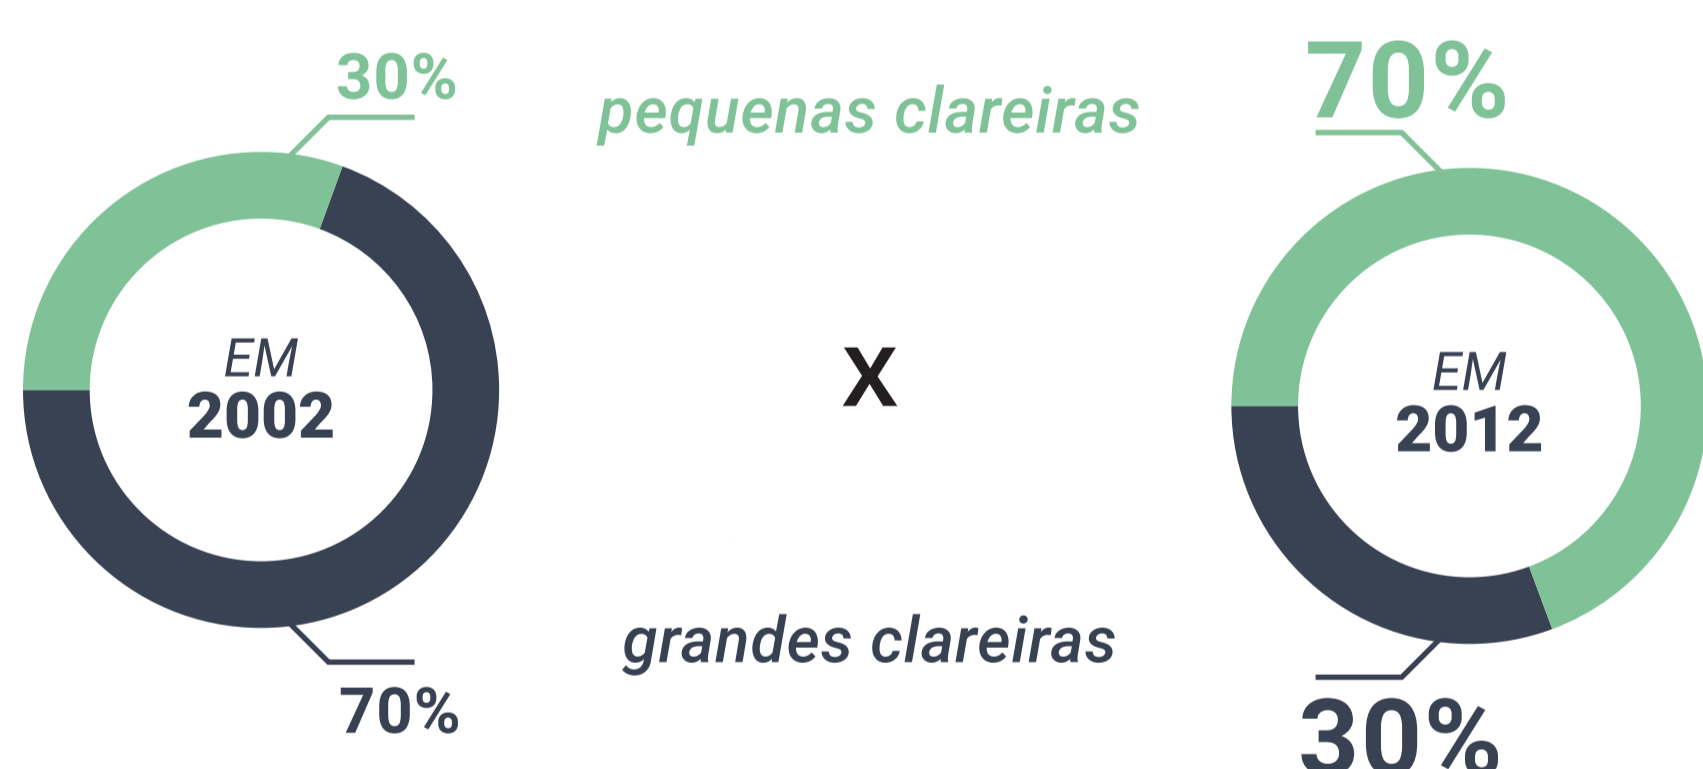 30%
EM
2002
70%
pequenas clareiras
X
grandes clareiras
70%
EM
2012
30%